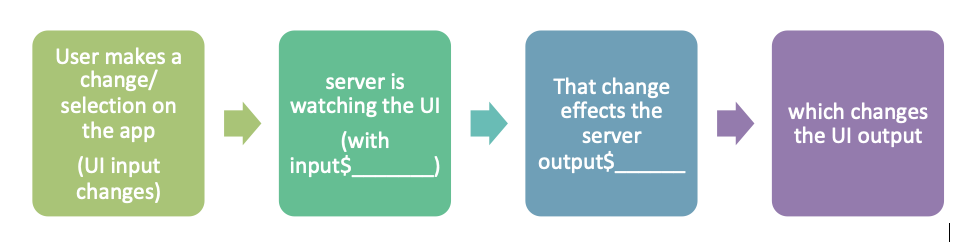 User makes a
change/
selection on
the app
(UI input
changes)
server is
watching the UI
(with
input$_______)
That change
effects the
server
output$______
which changes
the UI output